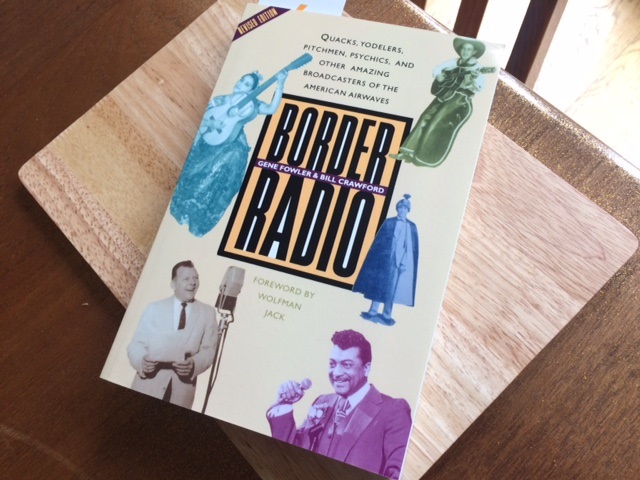 REVISED EDITION
QUACKS, YODELERS,
PITCHMEN, PSYCHICS, AND
OTHER AMAZING
BROADCASTERS OF THE
AMERICAN AIRWAVES
BORDER
GENE FOWLER & BILL CRAWFORD
RADIO
FOREWORD BY
WOLFMAN
JACK